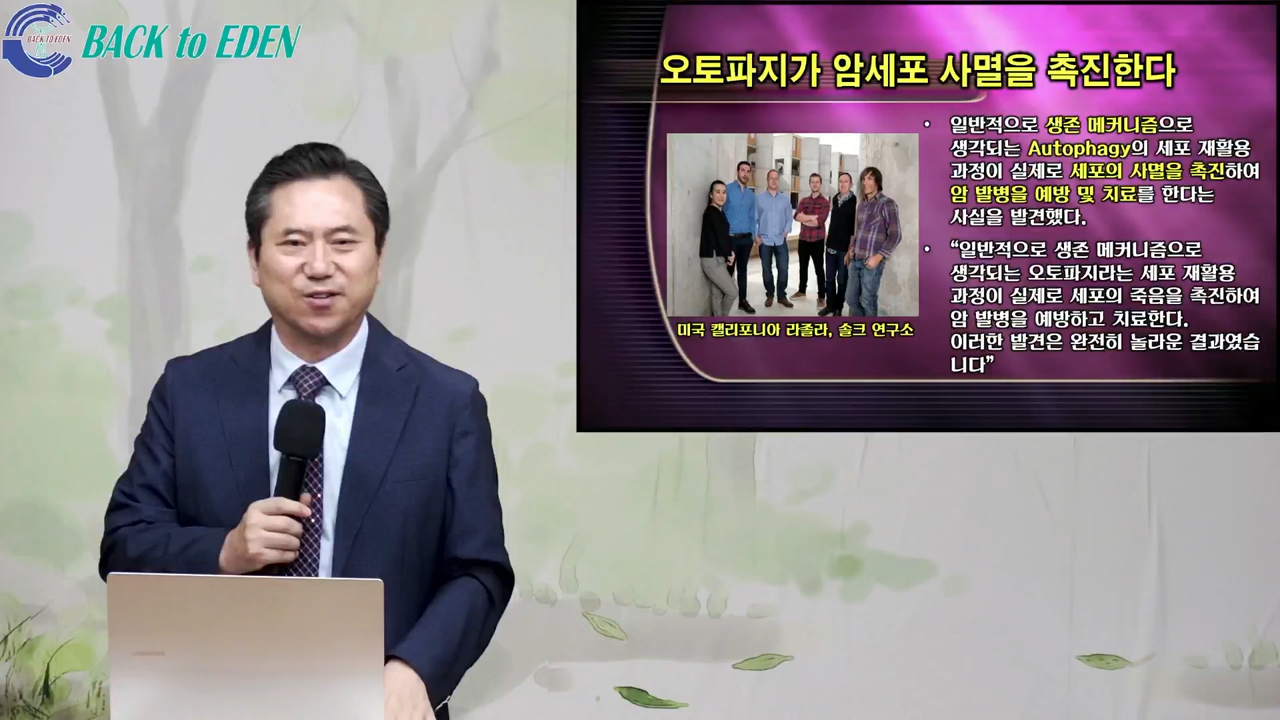 BACK TO EDEN
BACK to EDEN
오토파지가 암세포 사멸을 촉진한다
• 일반적으로 생존 메커니즘으로
생각되는 Autophagy의 세포 재활용
과정이 실제로 세포의 사멸을 촉진하여
암 발병을 예방 및 치료를 한다는
사실을 발견했다.
• “일반적으로 생존 메커니즘으로
생각되는 오토파지라는 세포 재활용
과정이 실제로 세포의 죽음을 촉진하여
암 발병을 예방하고 치료한다.
이러한 발견은 완전히 놀라운 결과였습
니다”
미국 캘리포니아 라졸라, 솔크 연구소